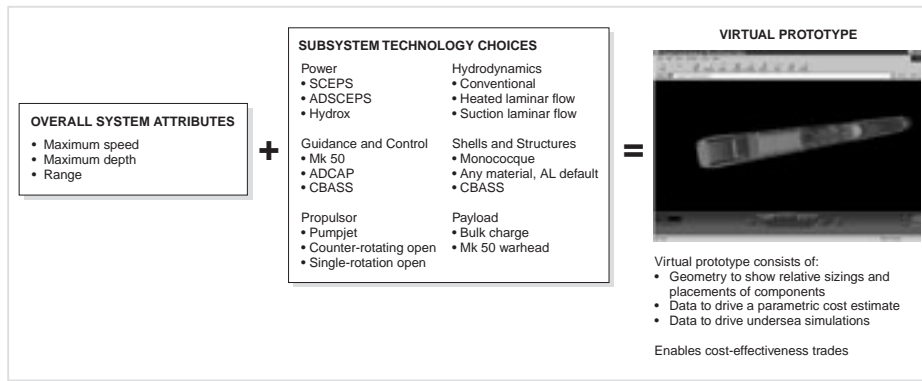 OVERALL SYSTEM ATTRIBUTES
• Maximum speed
• Maximum depth
• Range
+
SUBSYSTEM TECHNOLOGY CHOICES
Power
• SCEPS
• ADSCEPS
• Hydrox
Guidance and Control
• Mk 50
• ADCAP
• CBASS
Propulsor
• Pumpjet
• Counter-rotating open
• Single-rotation open
Hydrodynamics
• Conventional
• Heated laminar flow
• Suction laminar flow
Shells and Structures
• Monococque
• Any material, AL default
• CBASS
Payload
• Bulk charge
• Mk 50 warhead
=
VIRTUAL PROTOTYPE
Virtual prototype consists of:
• Geometry to show relative sizings and
placements of components
• Data to drive a parametric cost estimate
• Data to drive undersea simulations
Enables cost-effectiveness trades